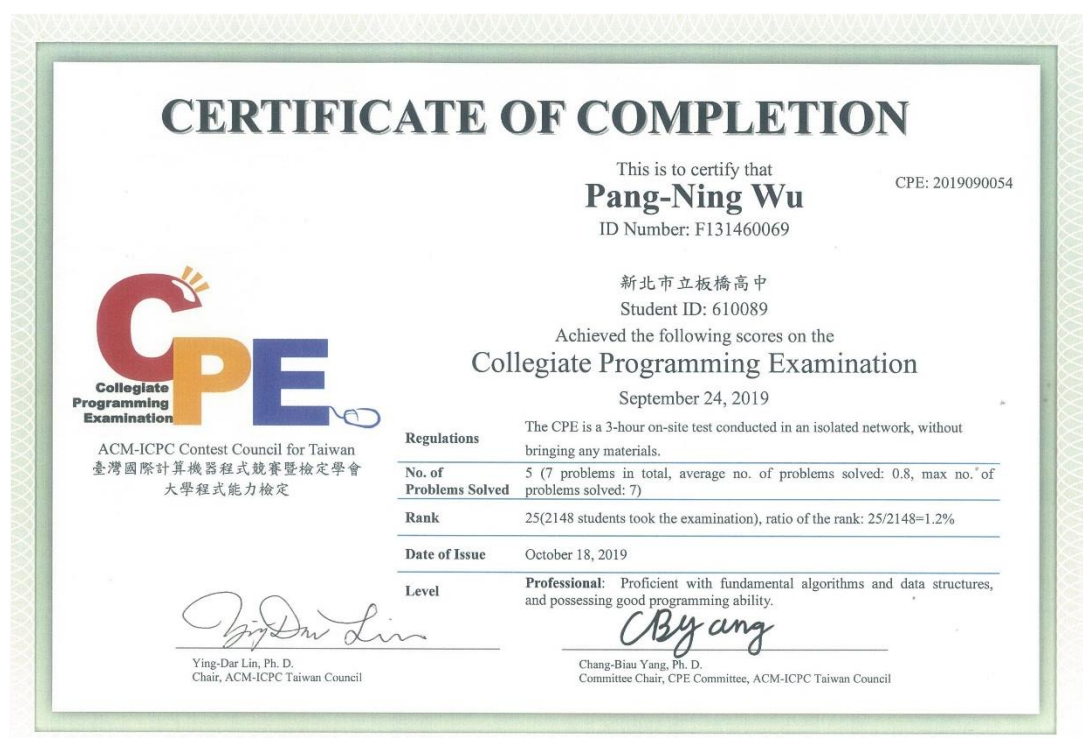 CERTIFICATE OF COMPLETION
This is to certify that
Pang-Ning Wu
CPE: 2019090054
ID Number: F131460069
新北市立板橋高中
Student ID: 610089
Achieved the following scores on the
Collegiate Programming Examination
September 24, 2019
CPE
Collegiate
Programming
Examination
ACM-ICPC Contest Council for Taiwan
臺灣國際計算機器程式競賽暨檢定學會
大學程式能力檢定
Regulations
The CPE is a 3-hour on-site test conducted in an isolated network, without
bringing any materials.
No. of
Problems Solved
5 (7 problems in total, average no. of problems solved: 0.8, max no. of
problems solved: 7)
Rank
25(2148 students took the examination), ratio of the rank: 25/2148=1.2%
Date of Issue
October 18, 2019
Level
Professional: Proficient with fundamental algorithms and data structures,
and possessing good programming ability.
Ying-Dar Lin
CB Yang
Ying-Dar Lin, Ph. D.
Chair, ACM-ICPC Taiwan Council
Chang-Biau Yang, Ph. D.
Committee Chair, CPE Committee, ACM-ICPC Taiwan Council